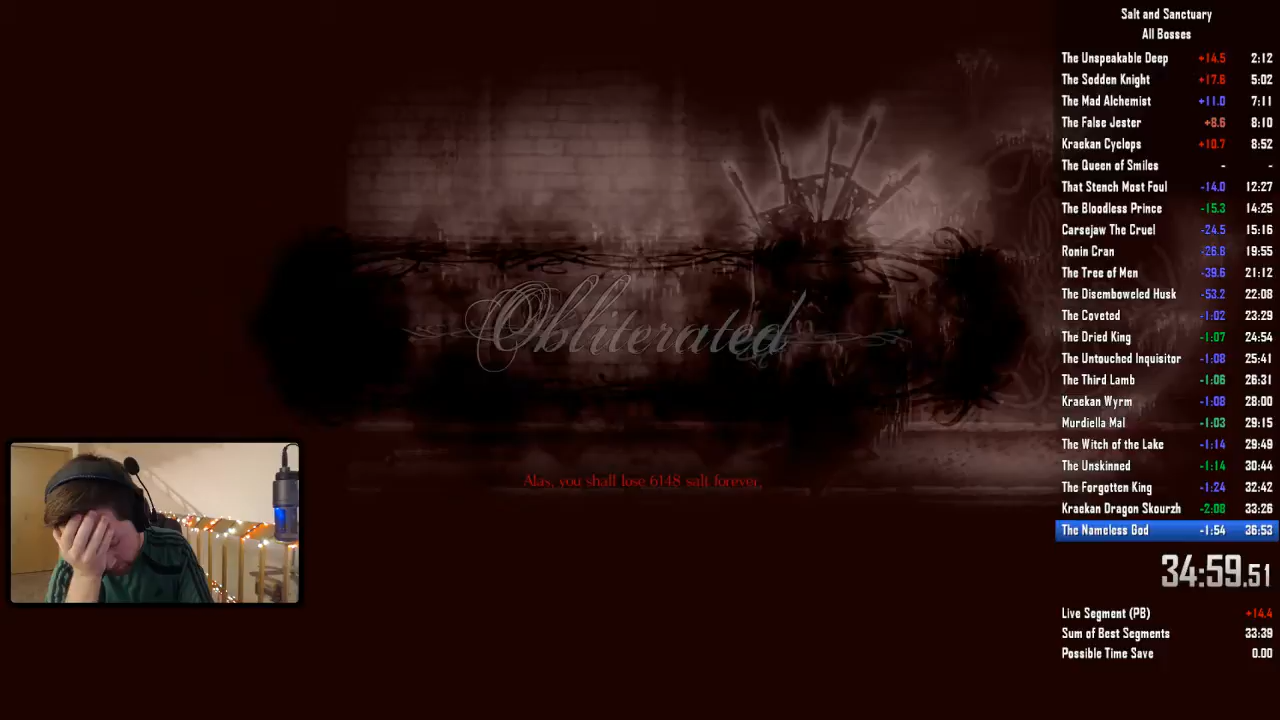 Salt and Sanctuary
All Bosses
The Unspeakable Deep +14.5 2:12
The Sodden Knight +17.6 5:02
The Mad Alchemist +11.0 7:11
The False Jester +8.6 8:10
Kraekan Cyclops +10.7 8:52
The Queen of Smiles - -
That Stench Most Foul -14.0 12:27
The Bloodless Prince -15.3 14:25
Carsejaw The Cruel -24.5 15:16
Ronin Cran -26.8 19:55
The Tree of Men -39.6 21:12
The Disemboweled Husk -53.2 22:08
The Coveted -1:02 23:29
The Dried King -1:07 24:54
The Untouched Inquisitor -1:08 25:41
The Third Lamb -1:06 26:31
Kraekan Wyrm -1:08 28:00
Murdiella Mal -1:03 29:15
The Witch of the Lake -1:14 29:49
The Unskinned -1:14 30:44
The Forgotten King -1:24 32:42
Kraekan Dragon Skourzh -2:08 33:26
The Nameless God -1:54 36:53
34:59.51
Live Segment (PB) +14.4
Sum of Best Segments 33:39
Possible Time Save 0.00
Obliterated
Alas, you shall lose 6148 salt forever.